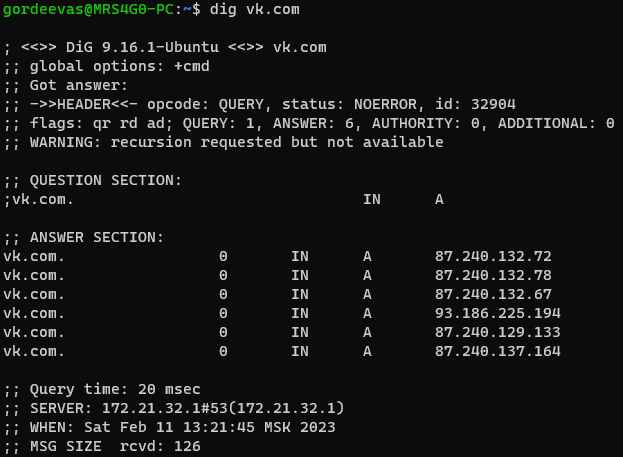 gordeevas@MRS4G0-PC:~$ dig vk.com

; <<>> DiG 9.16.1-Ubuntu <<>> vk.com
;; global options: +cmd
;; Got answer:
;; ->>HEADER<<- opcode: QUERY, status: NOERROR, id: 32904
;; flags: qr rd ad; QUERY: 1, ANSWER: 6, AUTHORITY: 0, ADDITIONAL: 0
;; WARNING: recursion requested but not available

;; QUESTION SECTION:
;vk.com.                                IN      A

;; ANSWER SECTION:
vk.com.                 0       IN      A       87.240.132.72
vk.com.                 0       IN      A       87.240.132.78
vk.com.                 0       IN      A       87.240.132.67
vk.com.                 0       IN      A       93.186.225.194
vk.com.                 0       IN      A       87.240.129.133
vk.com.                 0       IN      A       87.240.137.164

;; Query time: 20 msec
;; SERVER: 172.21.32.1#53(172.21.32.1)
;; WHEN: Sat Feb 11 13:21:45 MSK 2023
;; MSG SIZE  rcvd: 126